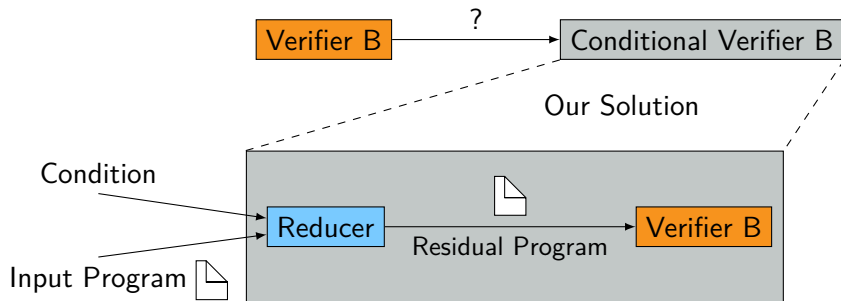 ?
Verifier B
Conditional Verifier B
Our Solution
Condition
Reducer
Verifier B
Residual Program
Input Program